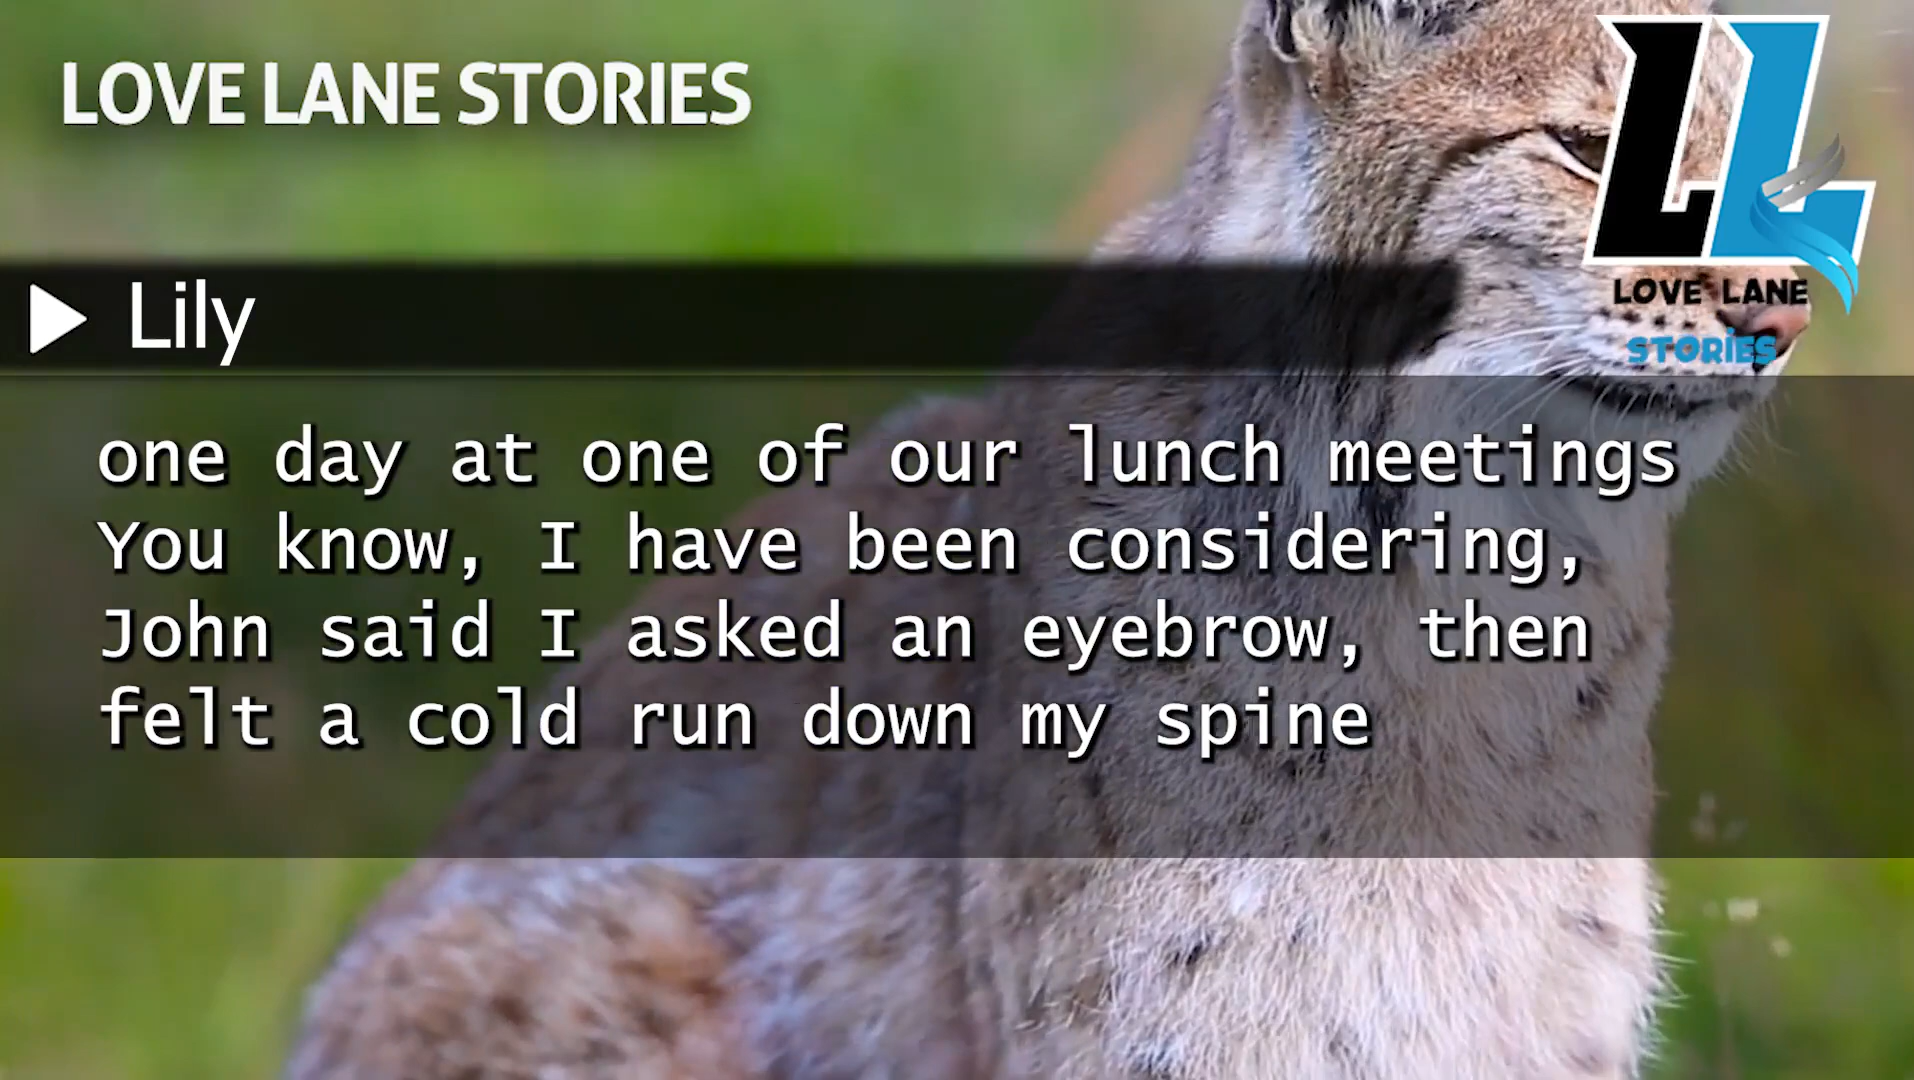 LOVE LANE STORIES
LL
LOVE LANE
STORIES
Lily
one day at one of our lunch meetings
You know, I have been considering,
John said I asked an eyebrow, then
felt a cold run down my spine